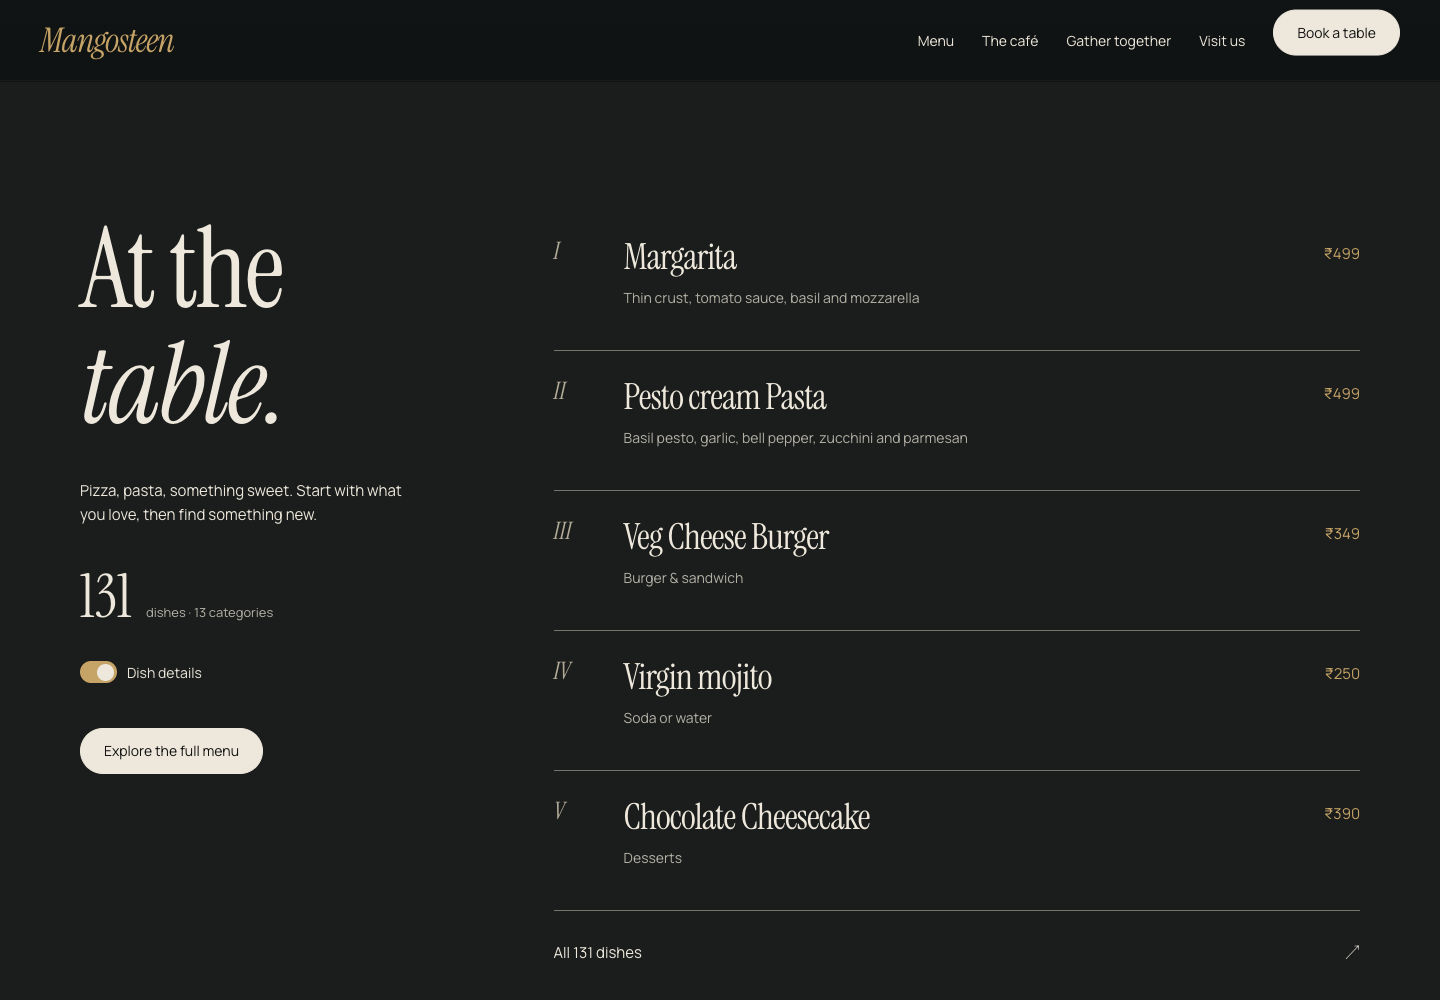 Mangosteen
Menu
The café
Gather together
Visit us
Book a table
At the
table.
Pizza, pasta, something sweet. Start with what
you love, then find something new.
131 dishes · 13 categories
Dish details
Explore the full menu
I Margarita ₹499
Thin crust, tomato sauce, basil and mozzarella
II Pesto cream Pasta ₹499
Basil pesto, garlic, bell pepper, zucchini and parmesan
III Veg Cheese Burger ₹349
Burger & sandwich
IV Virgin mojito ₹250
Soda or water
V Chocolate Cheesecake ₹390
Desserts
All 131 dishes ↗